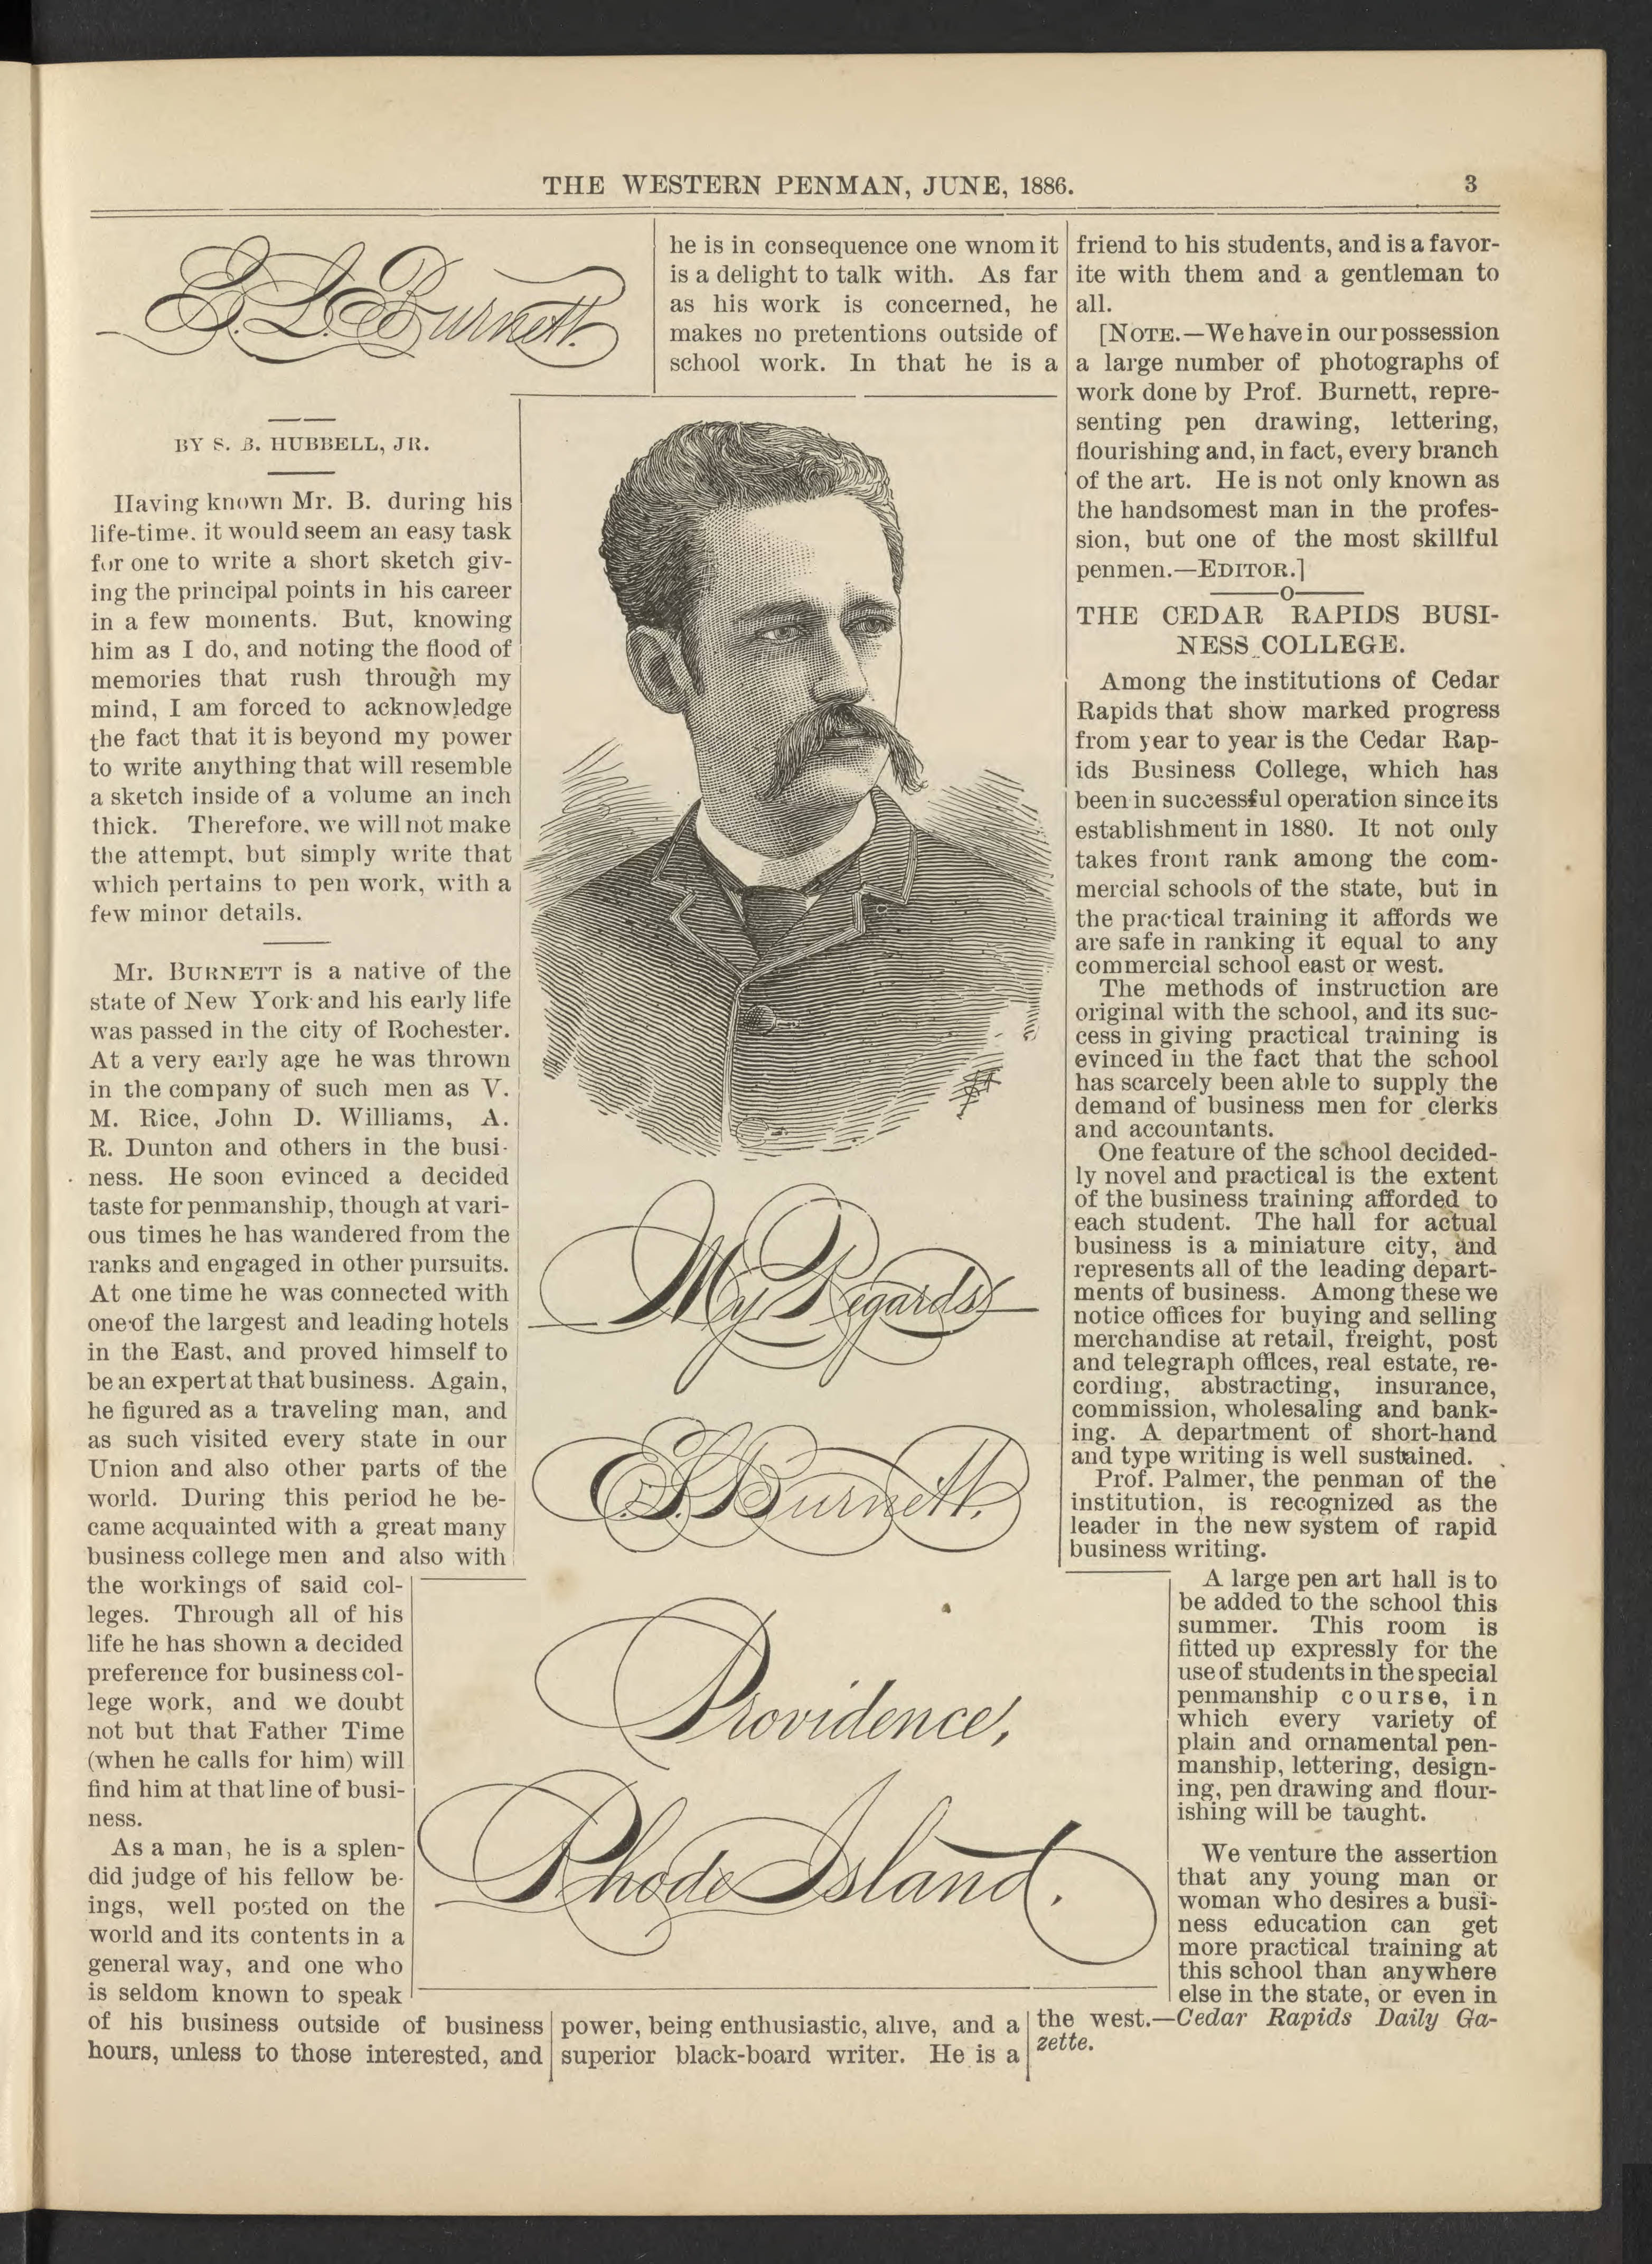 THE WESTERN PENMAN, JUNE, 1886.
3
E. L. Burnett.
BY S. B. HUBBELL, JR.
Having known Mr. B. during his
life-time, it would seem an easy task
for one to write a short sketch giv-
ing the principal points in his career
in a few moments. But, knowing
him as I do, and noting the flood of
memories that rush through my
mind, I am forced to acknowledge
the fact that it is beyond my power
to write anything that will resemble
a sketch inside of a volume an inch
thick. Therefore, we will not make
the attempt, but simply write that
which pertains to pen work, with a
few minor details.
Mr. BURNETT is a native of the
state of New York and his early life
was passed in the city of Rochester.
At a very early age he was thrown
in the company of such men as V.
M. Rice, John D. Williams, A.
R. Dunton and others in the busi-
ness. He soon evinced a decided
taste for penmanship, though at vari-
ous times he has wandered from the
ranks and engaged in other pursuits.
At one time he was connected with
one of the largest and leading hotels
in the East, and proved himself to
be an expert at that business. Again,
he figured as a traveling man, and
as such visited every state in our
Union and also other parts of the
world. During this period he be-
came acquainted with a great many
business college men and also with
the workings of said col-
leges. Through all of his
life he has shown a decided
preference for business col-
lege work, and we doubt
not but that Father Time
(when he calls for him) will
find him at that line of busi-
ness.
As a man, he is a splen-
did judge of his fellow be-
ings, well posted on the
world and its contents in a
general way, and one who
is seldom known to speak
of his business outside of business
hours, unless to those interested, and
he is in consequence one wnom it
is a delight to talk with. As far
as his work is concerned, he
makes no pretentions outside of
school work. In that he is a
My Regards
E. L. Burnett.
Providence,
Rhode Island.
power, being enthusiastic, alive, and a
superior black-board writer. He is a
friend to his students, and is a favor-
ite with them and a gentleman to
all.
[NOTE.—We have in our possession
a large number of photographs of
work done by Prof. Burnett, repre-
senting pen drawing, lettering,
flourishing and, in fact, every branch
of the art. He is not only known as
the handsomest man in the profes-
sion, but one of the most skillful
penmen.—EDITOR.]
THE CEDAR RAPIDS BUSI-
NESS COLLEGE.
Among the institutions of Cedar
Rapids that show marked progress
from year to year is the Cedar Rap-
ids Business College, which has
been in successful operation since its
establishment in 1880. It not only
takes front rank among the com-
mercial schools of the state, but in
the practical training it affords we
are safe in ranking it equal to any
commercial school east or west.
The methods of instruction are
original with the school, and its suc-
cess in giving practical training is
evinced in the fact that the school
has scarcely been able to supply the
demand of business men for clerks
and accountants.
One feature of the school decided-
ly novel and practical is the extent
of the business training afforded to
each student. The hall for actual
business is a miniature city, and
represents all of the leading depart-
ments of business. Among these we
notice offices for buying and selling
merchandise at retail, freight, post
and telegraph offices, real estate, re-
cording, abstracting, insurance,
commission, wholesaling and bank-
ing. A department of short-hand
and type writing is well sustained.
Prof. Palmer, the penman of the
institution, is recognized as the
leader in the new system of rapid
business writing.
A large pen art hall is to
be added to the school this
summer. This room is
fitted up expressly for the
use of students in the special
penmanship course, in
which every variety of
plain and ornamental pen-
manship, lettering, design-
ing, pen drawing and flour-
ishing will be taught.
We venture the assertion
that any young man or
woman who desires a busi-
ness education can get
more practical training at
this school than anywhere
else in the state, or even in
the west.—Cedar Rapids Daily Ga-
zette.